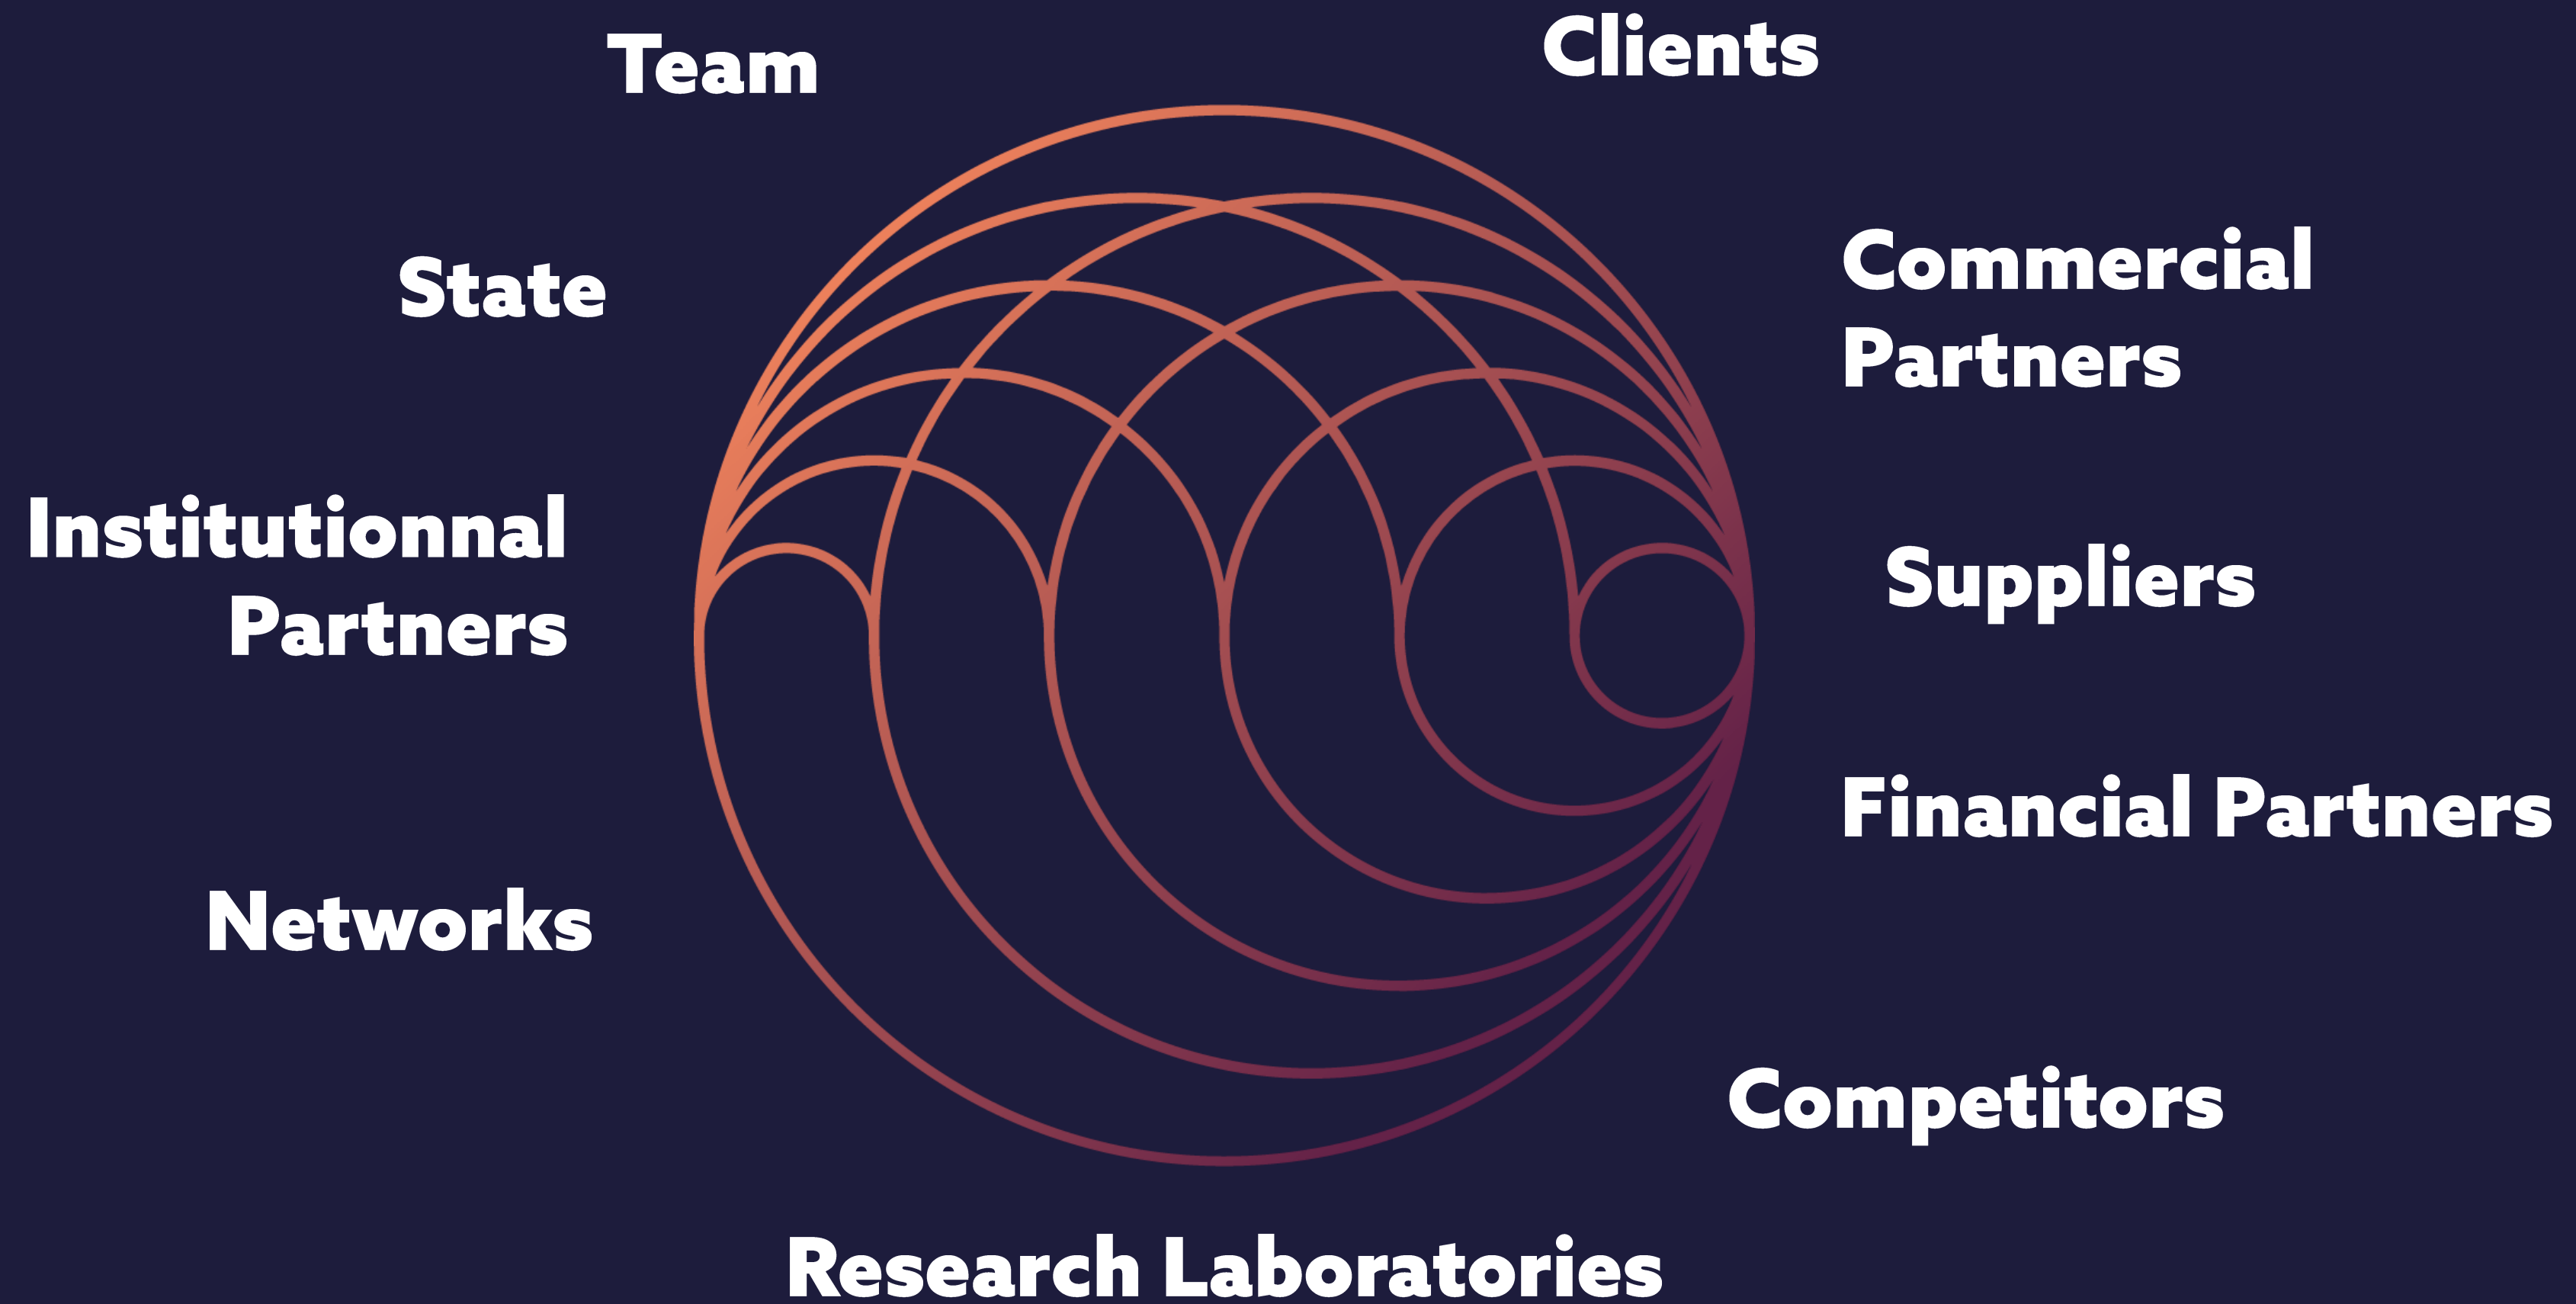 Team
Clients
State
Commercial
Partners
Institutionnal
Partners
Suppliers
Financial Partners
Networks
Competitors
Research Laboratories